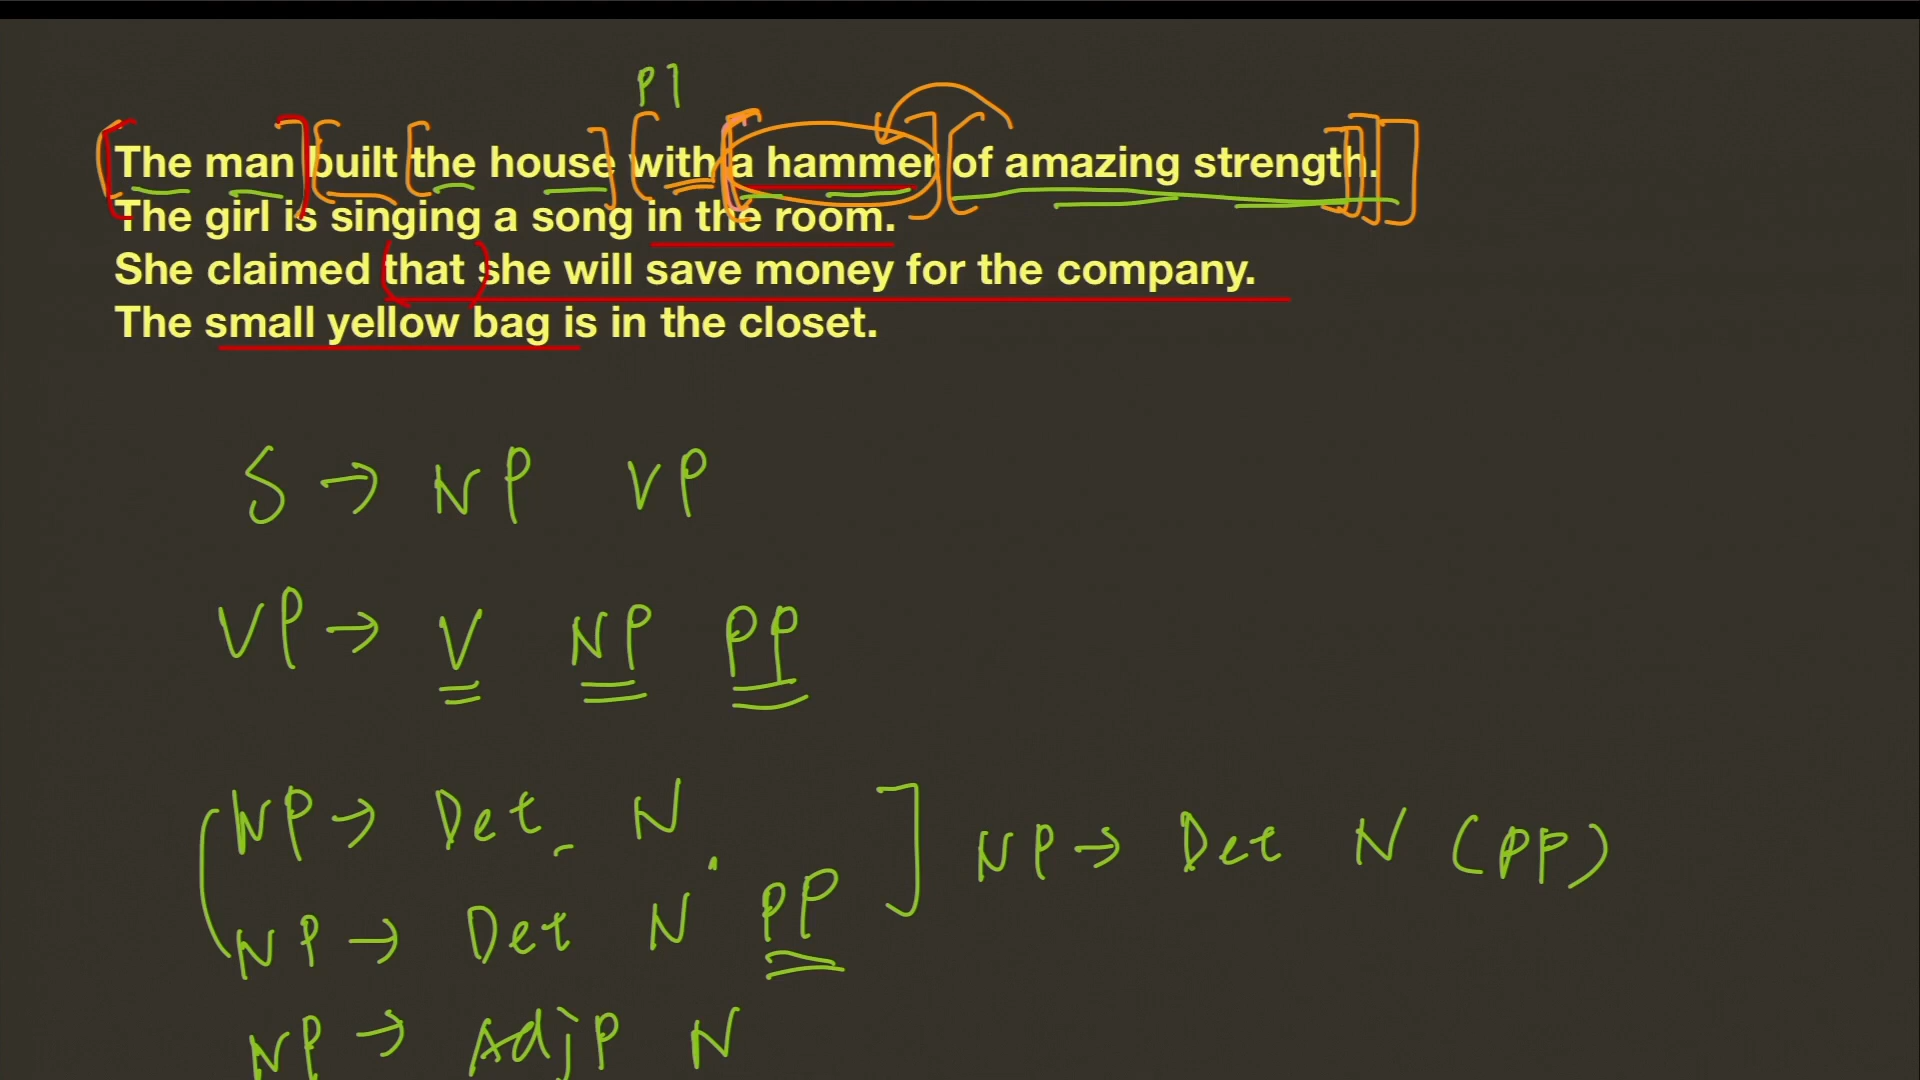 P1
The man built the house with a hammer of amazing strength.
The girl is singing a song in the room.
She claimed that she will save money for the company.
The small yellow bag is in the closet.
S → NP VP
VP → V NP PP
NP → Det N
NP → Det N (PP)
NP → Det N PP
NP → AdjP N